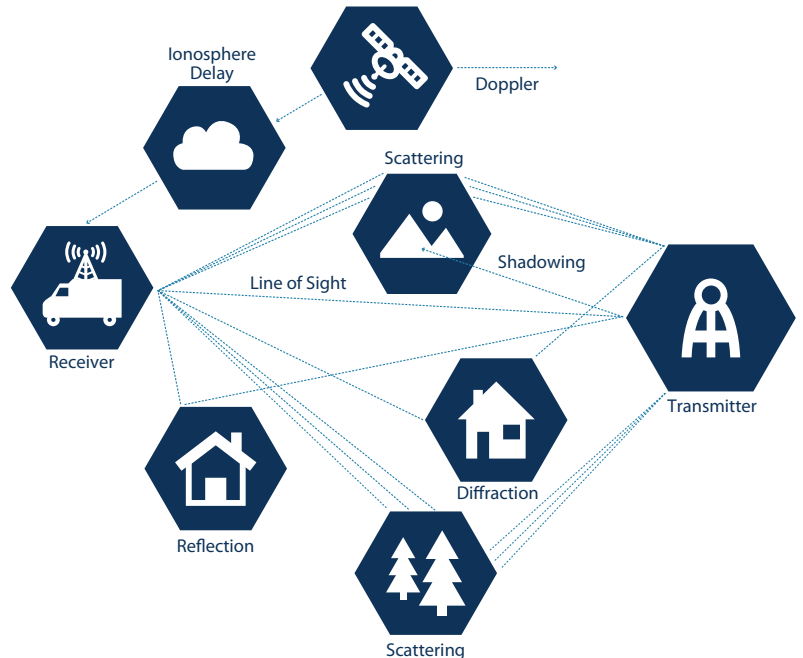 Ionosphere
Delay
Doppler
Scattering
Shadowing
Line of Sight
Receiver
Transmitter
Diffraction
Reflection
Scattering